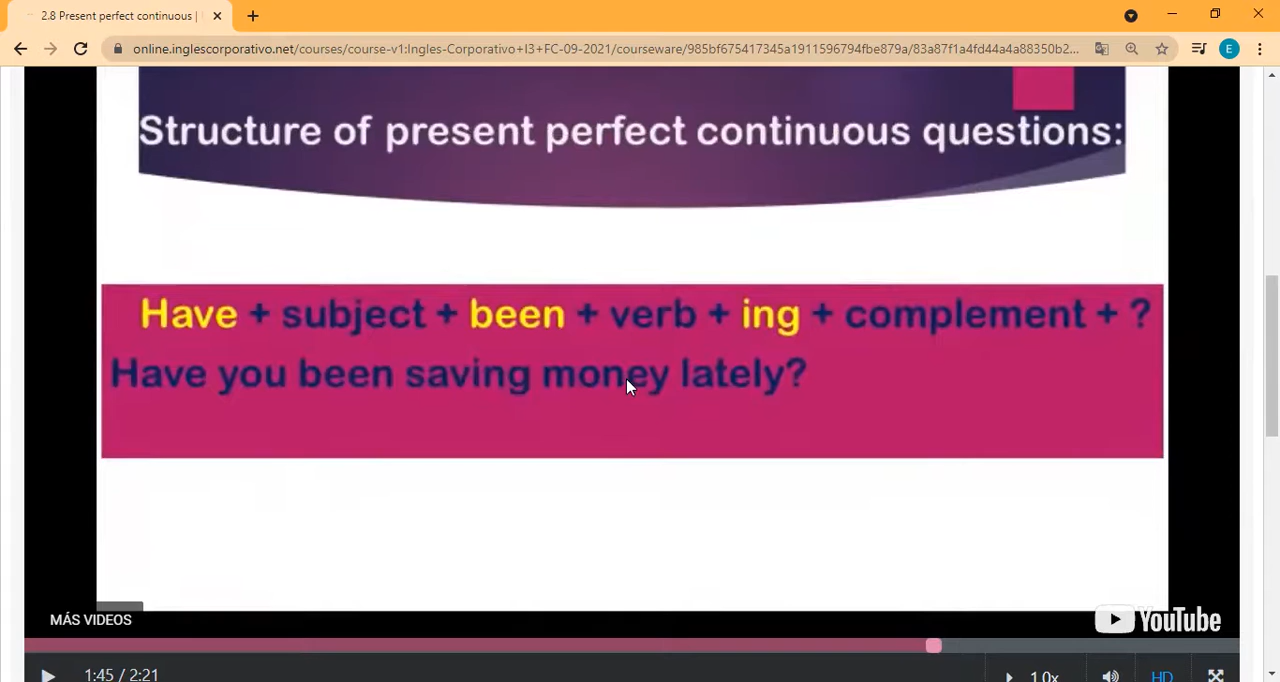 2.8 Present perfect continuous |
online.inglescorporativo.net/courses/course-v1:Ingles-Corporativo+I3+FC-09-2021/courseware/985bf675417345a1911596794fbe879a/83a87f1a4fd44a4a88350b2...
E
Structure of present perfect continuous questions:
Have + subject + been + verb + ing + complement + ?
Have you been saving money lately?
MÁS VIDEOS
YouTube
1:45 / 2:21
1.0x
HD